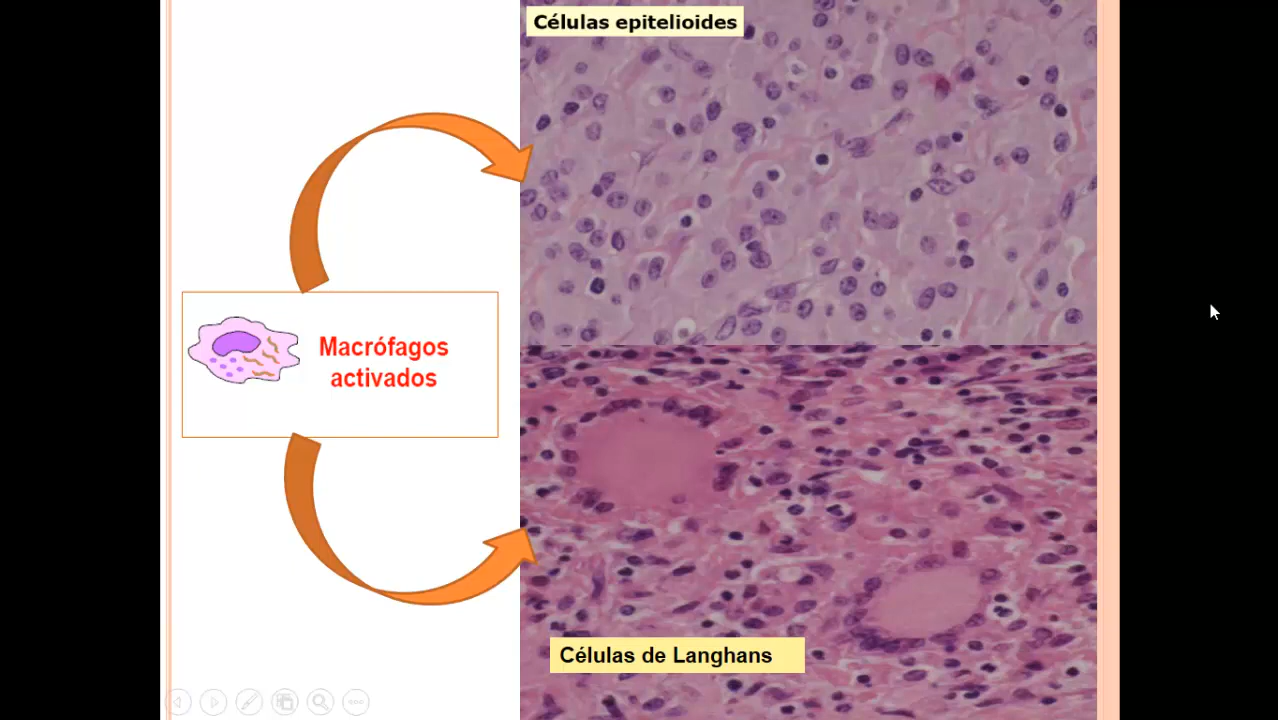 Células epitelioides
Macrófagos
activados
Células de Langhans